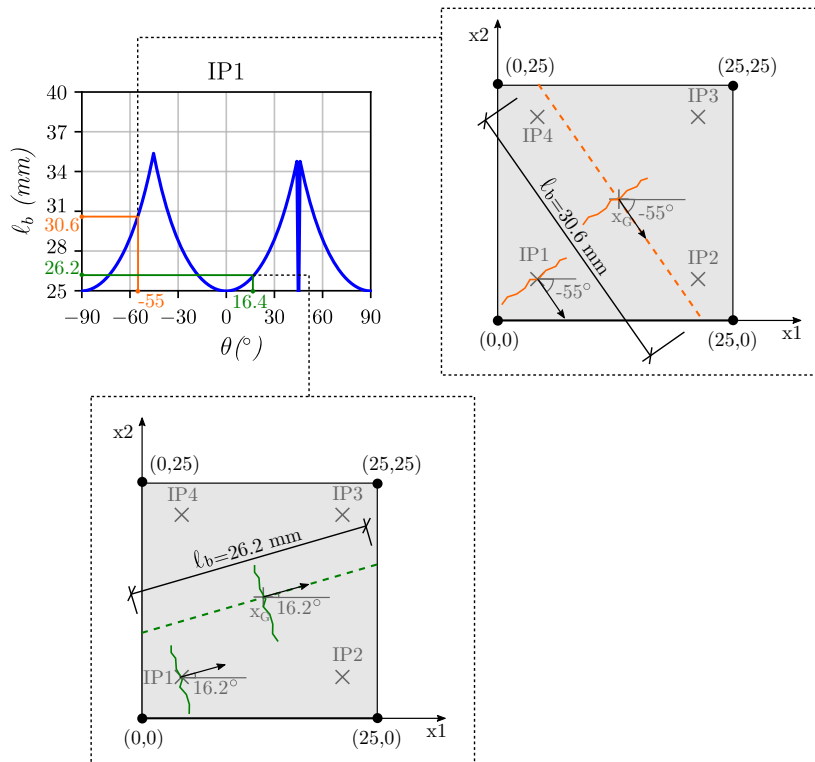 IP1
ℓb (mm)
40
37
34
31
30.6
28
26.2
25
−90
−60
-55
−30
0
16.4
30
60
90
θ(°)
x2
(0,25)
(25,25)
IP3
IP4
ℓb=30.6 mm
xG
-55°
IP1
IP2
-55°
(0,0)
(25,0)
x1
x2
(0,25)
(25,25)
IP4
IP3
ℓb=26.2 mm
xG
16.2°
IP1
16.2°
IP2
(0,0)
(25,0)
x1